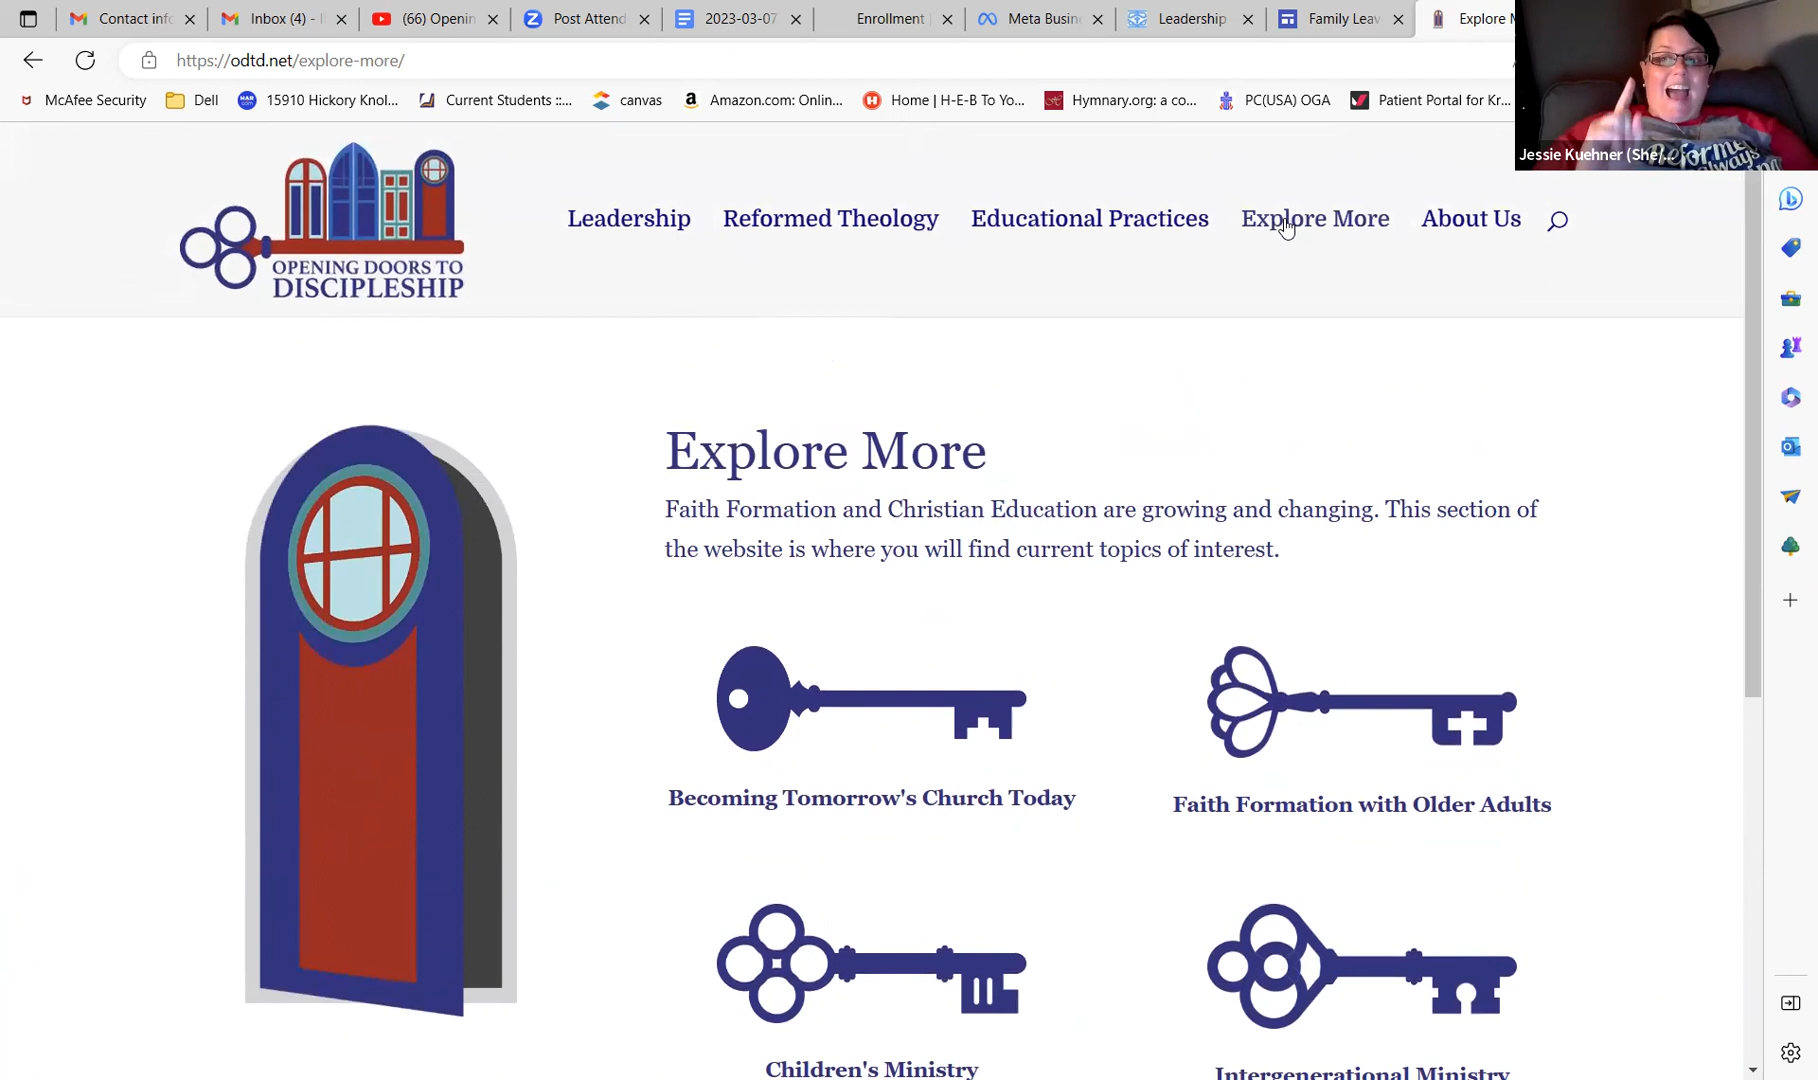 Contact info
Inbox (4) - I
(66) Openin
Post Attend
2023-03-07
Enrollment
Meta Busin
Leadership
Family Leav
Explore M
https://odtd.net/explore-more/
McAfee Security
Dell
15910 Hickory Knol...
Current Students ::...
canvas
Amazon.com: Onlin...
Home | H-E-B To Yo...
Hymnary.org: a co...
PC(USA) OGA
Patient Portal for Kr...
Reformed
always
Jessie Kuehner (She/...
OPENING DOORS TO
DISCIPLESHIP
Leadership
Reformed Theology
Educational Practices
Explore More
About Us
Explore More
Faith Formation and Christian Education are growing and changing. This section of
the website is where you will find current topics of interest.
Becoming Tomorrow's Church Today
Faith Formation with Older Adults
Children's Ministry
Intergenerational Ministry